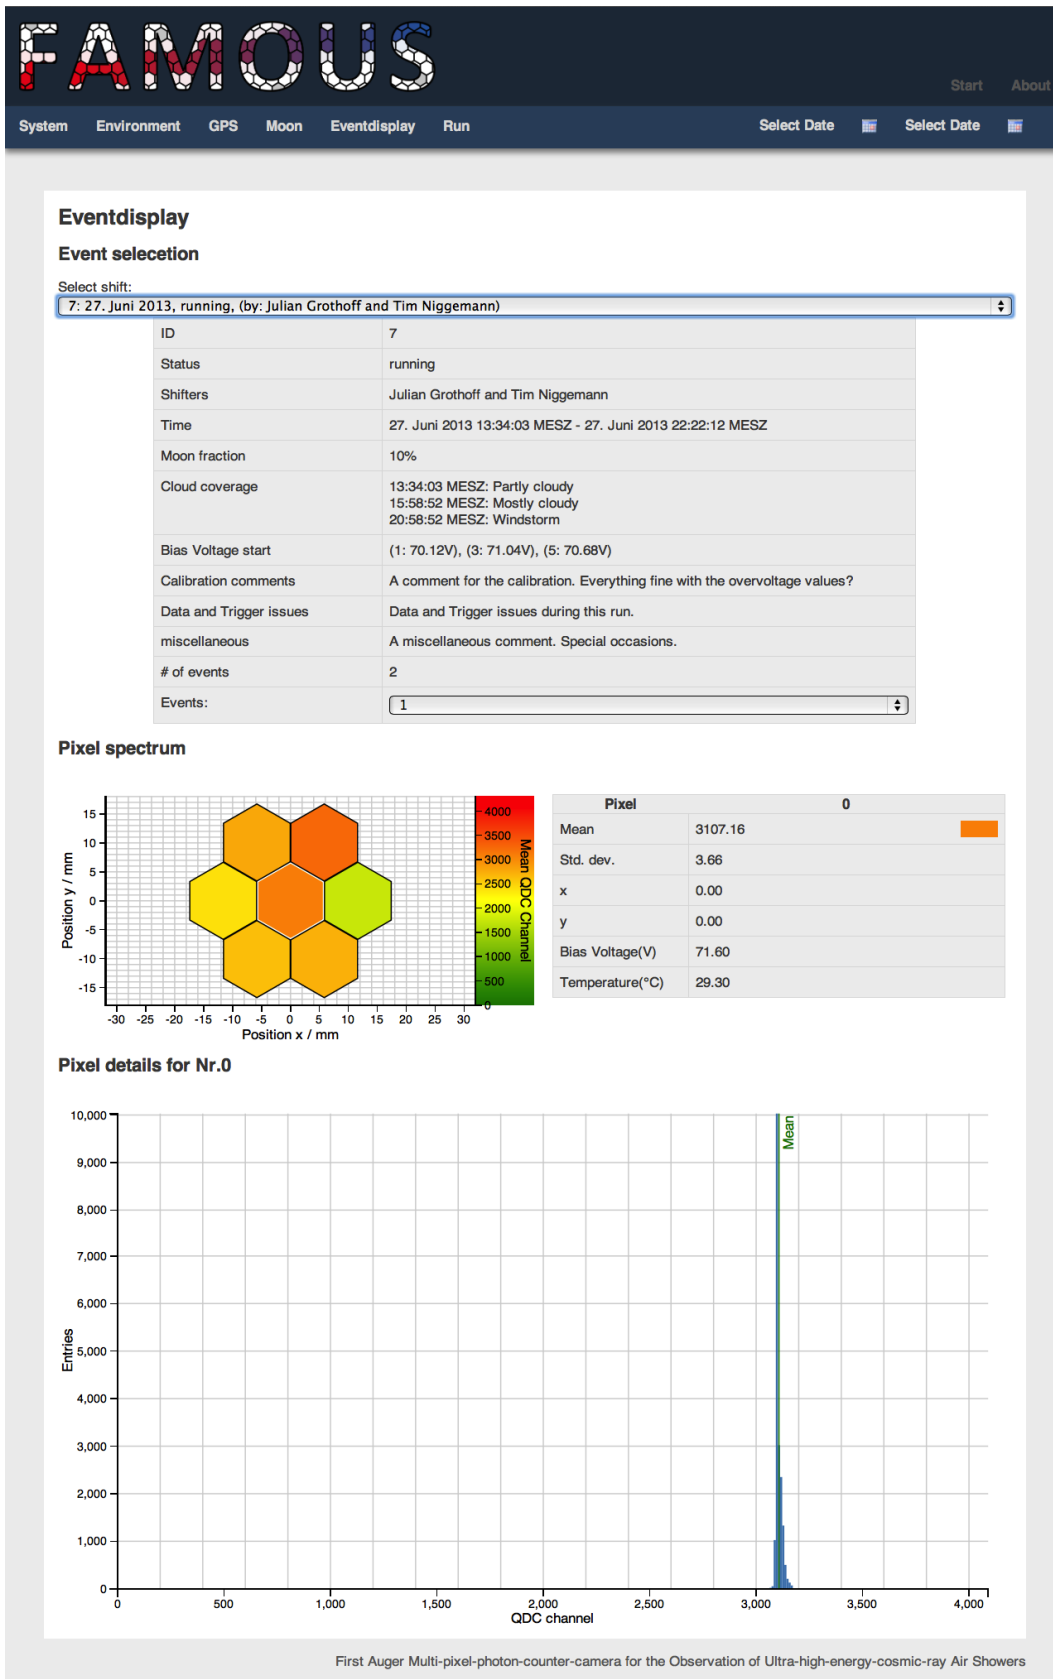 FAMOUS
Start About
System Environment GPS Moon Eventdisplay Run Select Date Select Date
Eventdisplay
Event selecetion
Select shift:
7: 27. Juni 2013, running, (by: Julian Grothoff and Tim Niggemann)
ID 7
Status running
Shifters Julian Grothoff and Tim Niggemann
Time 27. Juni 2013 13:34:03 MESZ - 27. Juni 2013 22:22:12 MESZ
Moon fraction 10%
Cloud coverage 13:34:03 MESZ: Partly cloudy
15:58:52 MESZ: Mostly cloudy
20:58:52 MESZ: Windstorm
Bias Voltage start (1: 70.12V), (3: 71.04V), (5: 70.68V)
Calibration comments A comment for the calibration. Everything fine with the overvoltage values?
Data and Trigger issues Data and Trigger issues during this run.
miscellaneous A miscellaneous comment. Special occasions.
# of events 2
Events: 1
Pixel spectrum
Position y / mm
15
10
5
0
-5
-10
-15
-30 -25 -20 -15 -10 -5 0 5 10 15 20 25 30
Position x / mm
4000
3500
3000
2500
2000
1500
1000
500
0
Mean QDC Channel
Pixel 0
Mean 3107.16
Std. dev. 3.66
x 0.00
y 0.00
Bias Voltage(V) 71.60
Temperature(°C) 29.30
Pixel details for Nr.0
Entries
10,000
9,000
8,000
7,000
6,000
5,000
4,000
3,000
2,000
1,000
0
Mean
0 500 1,000 1,500 2,000 2,500 3,000 3,500 4,000
QDC channel
First Auger Multi-pixel-photon-counter-camera for the Observation of Ultra-high-energy-cosmic-ray Air Showers